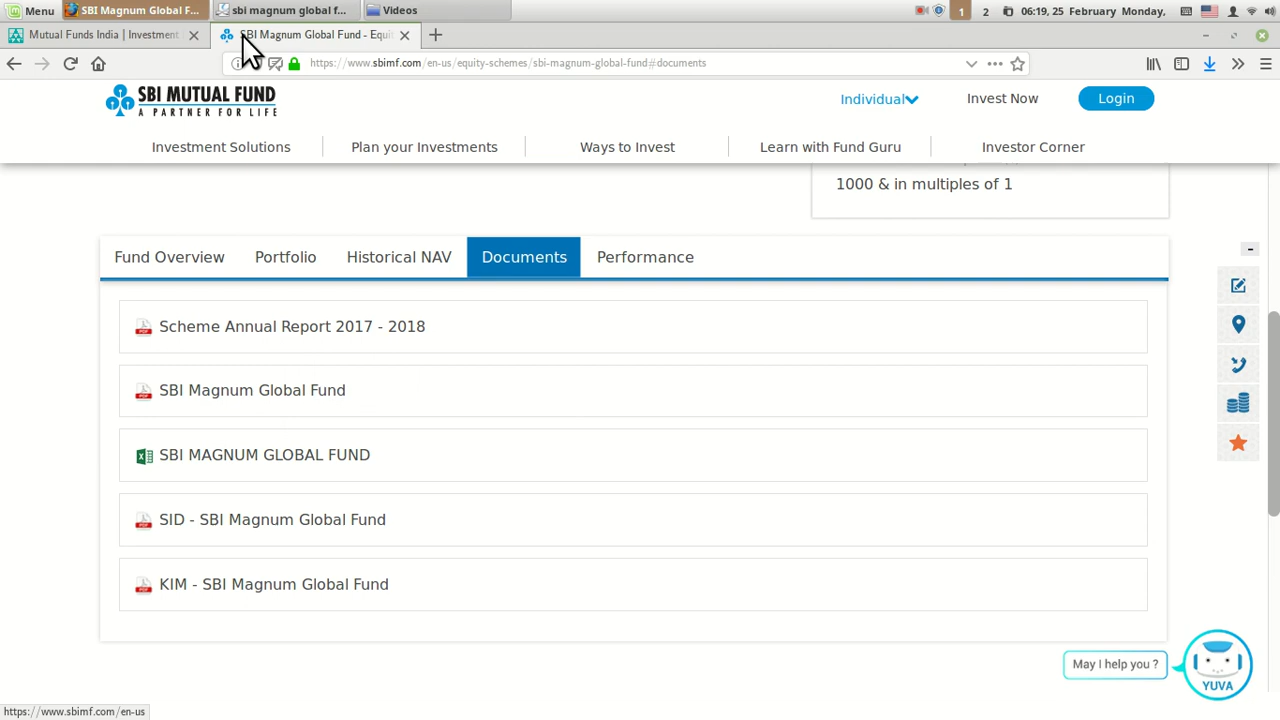 Menu
SBI Magnum Global F...
sbi magnum global f...
Videos
1
2
06:19, 25 February Monday,
Mutual Funds India | Investment
SBI Magnum Global Fund - Equi
https://www.sbimf.com/en-us/equity-schemes/sbi-magnum-global-fund#documents
SBI MUTUAL FUND
A PARTNER FOR LIFE
Individual
Invest Now
Login
Investment Solutions
Plan your Investments
Ways to Invest
Learn with Fund Guru
Investor Corner
1000 & in multiples of 1
Fund Overview
Portfolio
Historical NAV
Documents
Performance
Scheme Annual Report 2017 - 2018
SBI Magnum Global Fund
SBI MAGNUM GLOBAL FUND
SID - SBI Magnum Global Fund
KIM - SBI Magnum Global Fund
May I help you ?
YUVA
https://www.sbimf.com/en-us